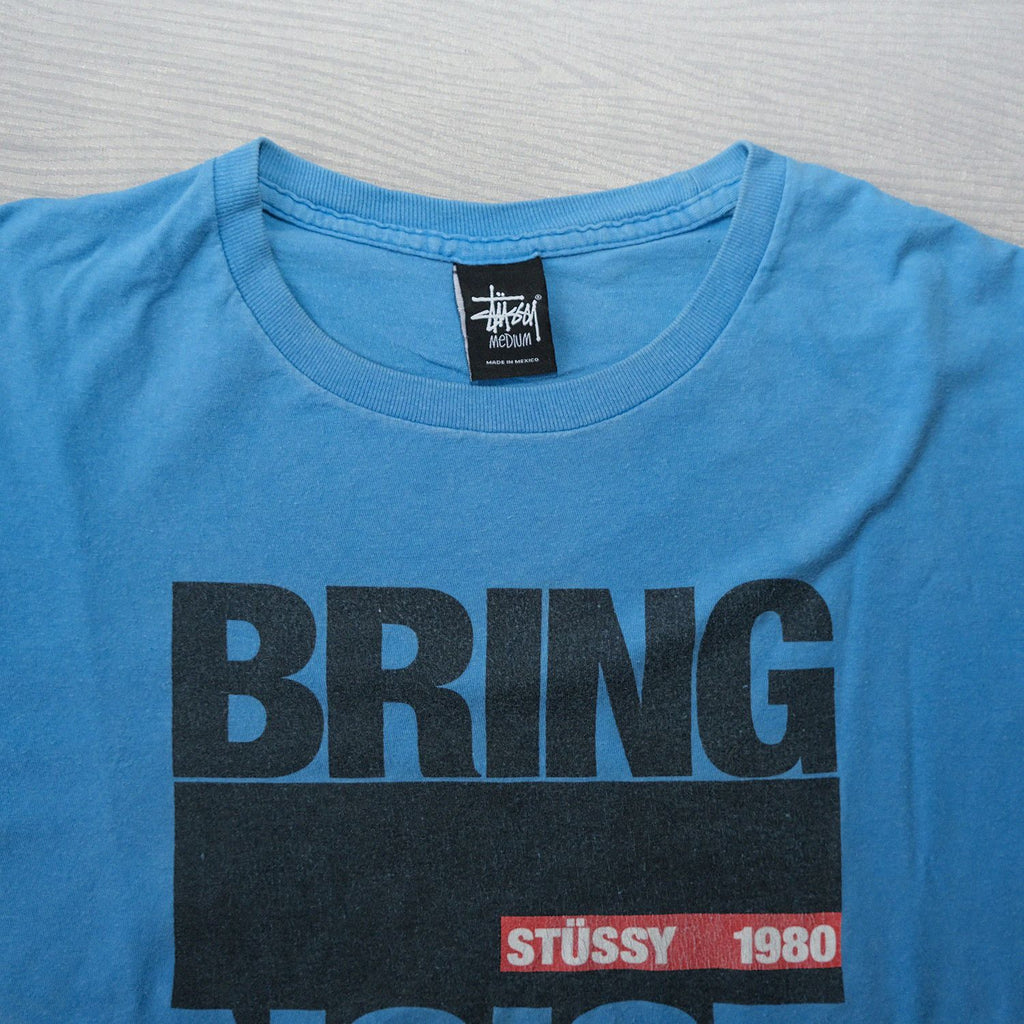 Stüssy®
MEDIUM
MADE IN MEXICO
BRING
STÜSSY 1980